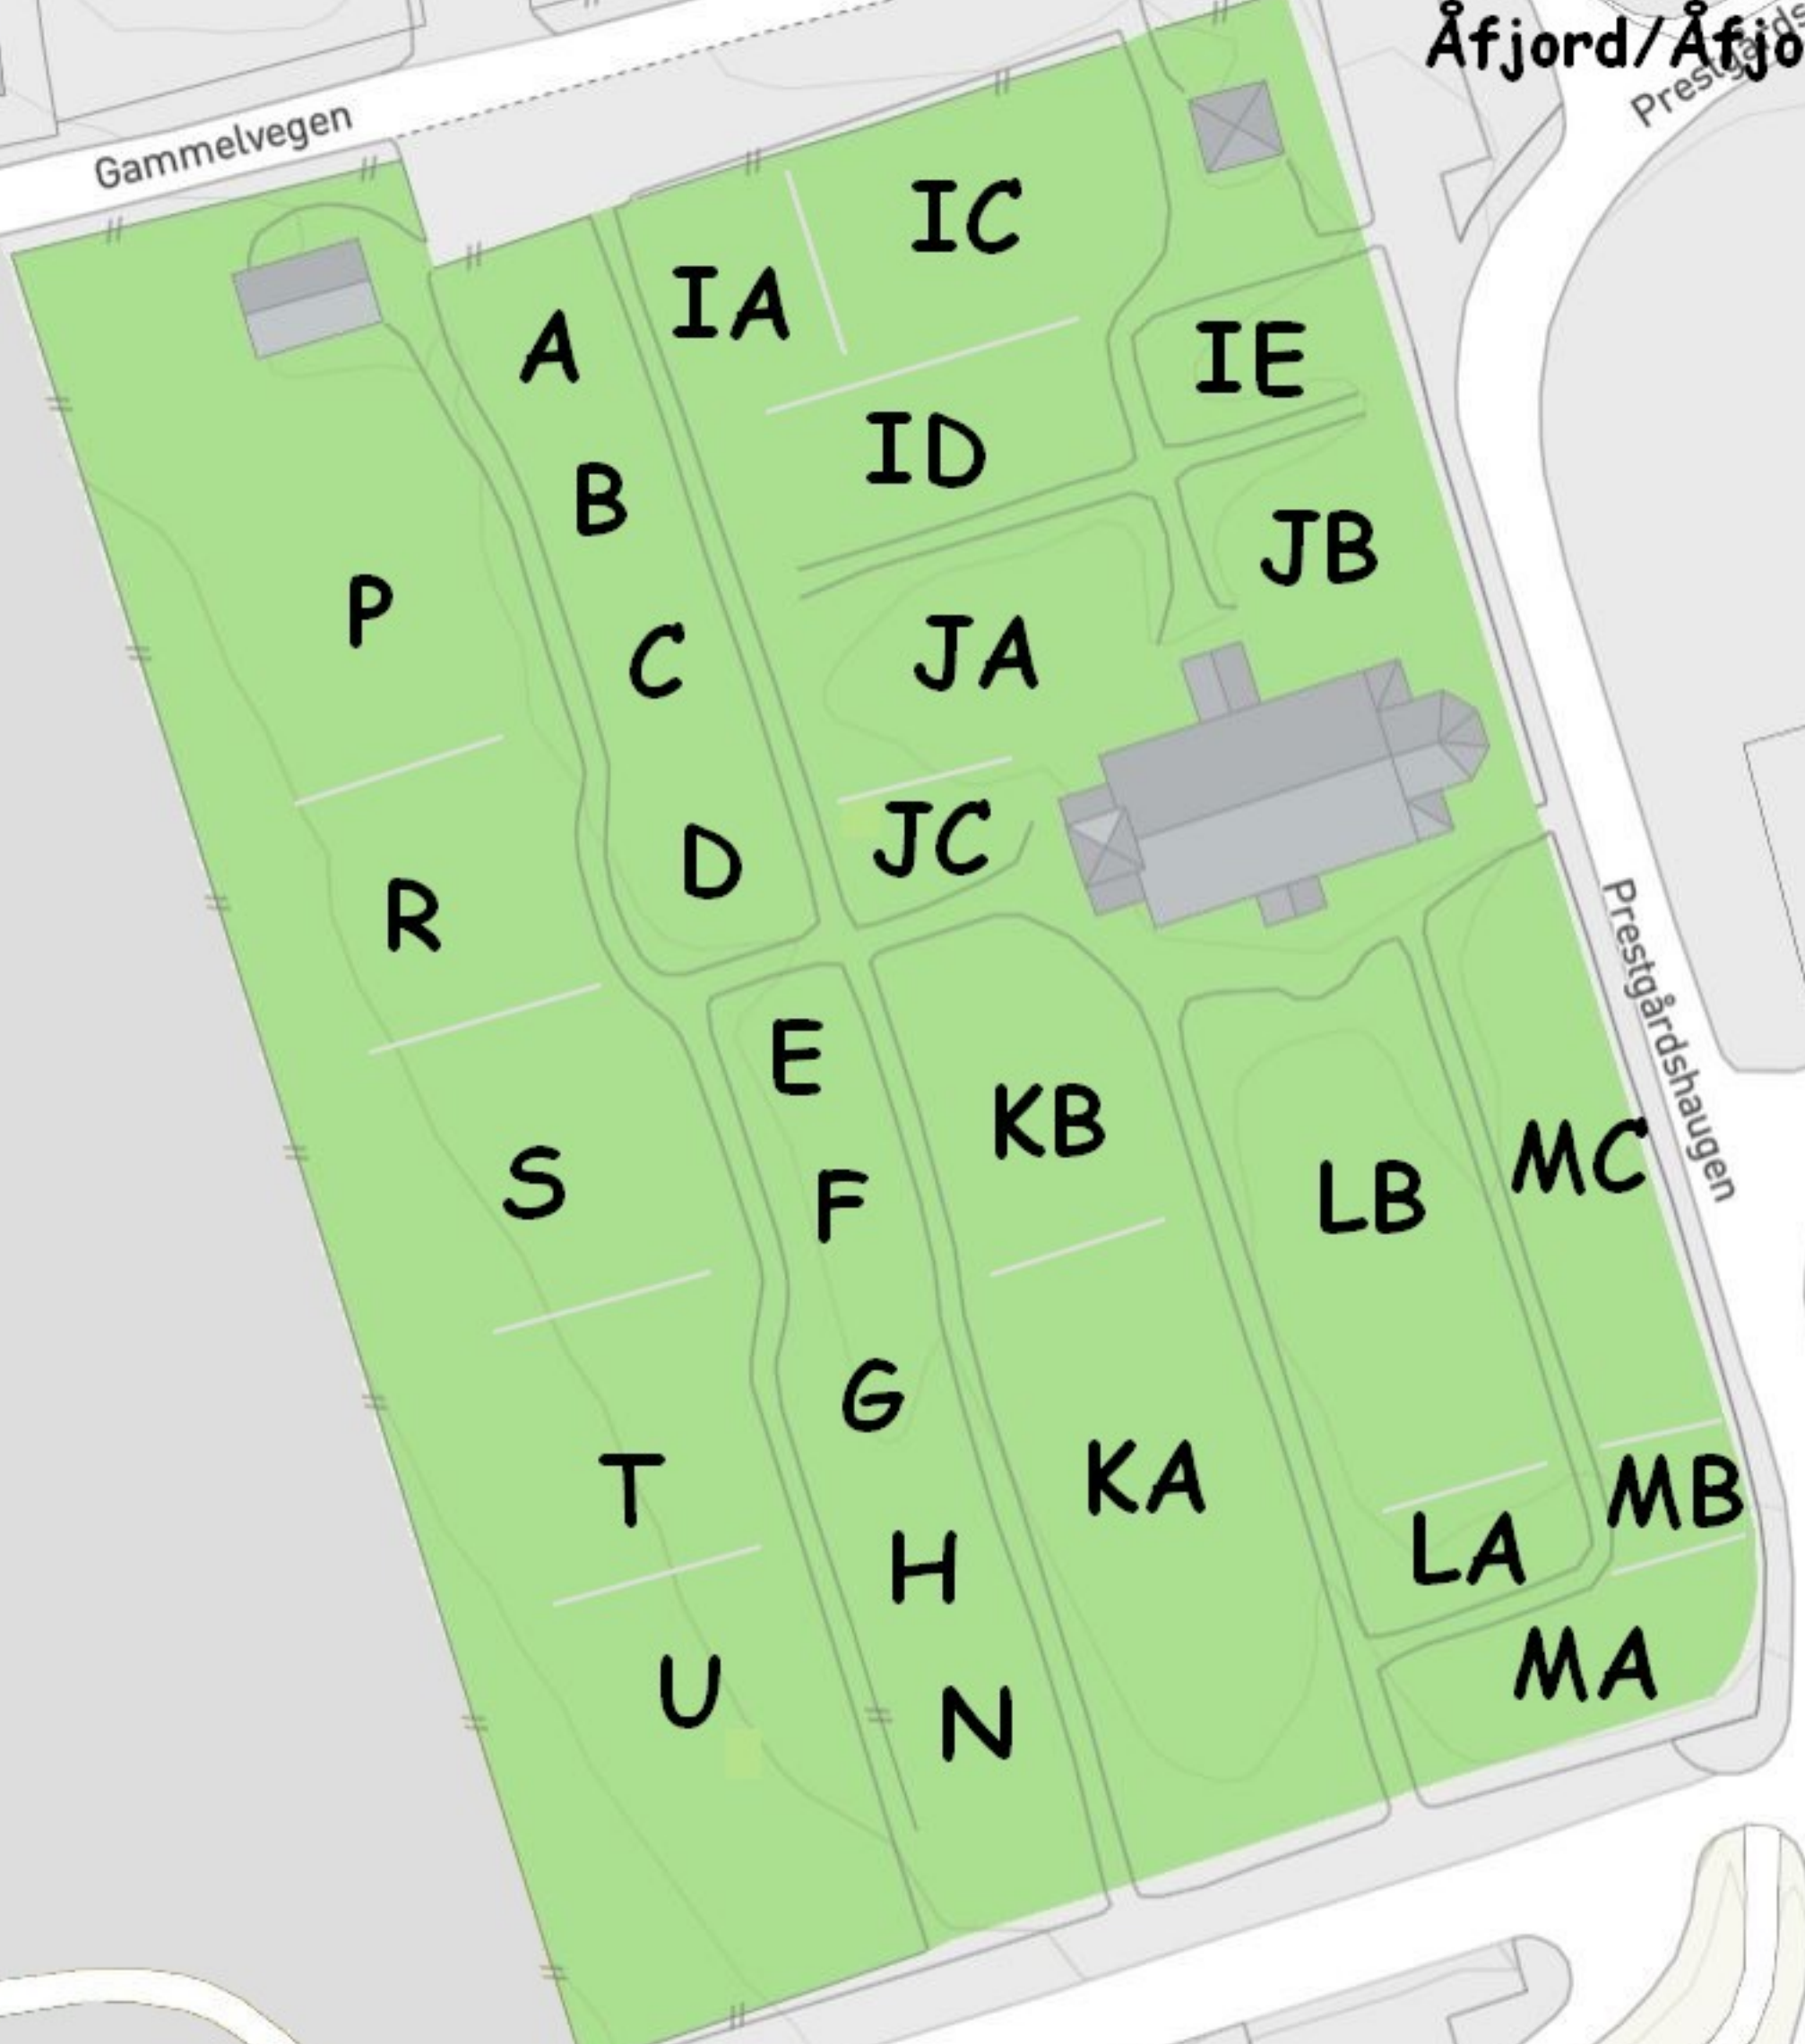 Åfjord/Åfjo
Prestgårds
Gammelvegen
IC
IA
A
IE
ID
B
JB
P
C
JA
JC
D
R
Prestgårdshaugen
E
KB
MC
S
LB
F
G
KA
T
MB
LA
H
MA
U
N